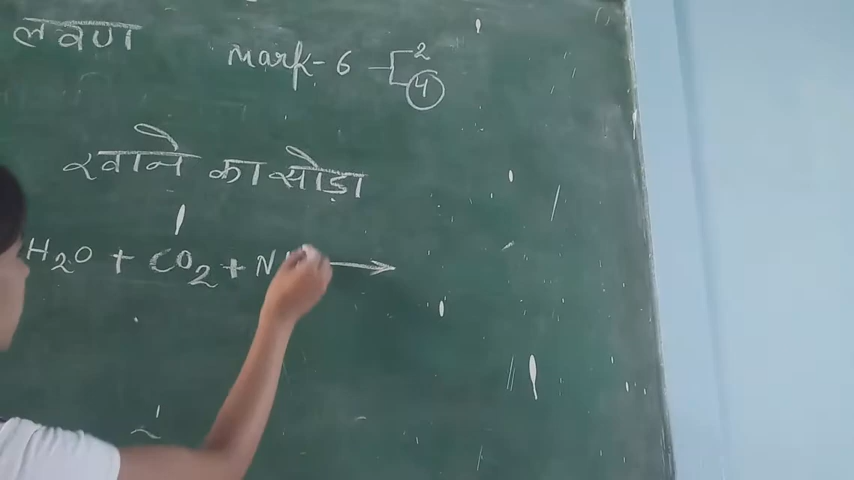 लवण
mark-6 2
4
खाने का सोडा
H₂O + CO₂ + N →